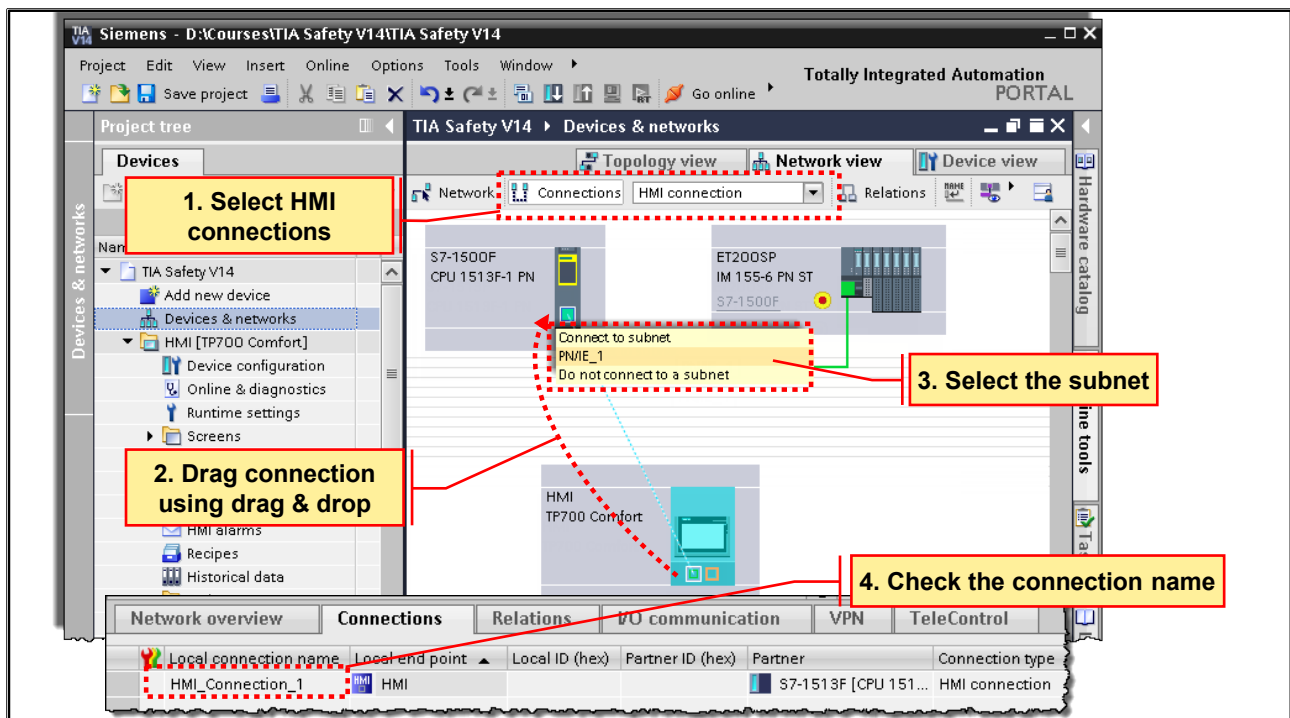 TIA V14 Siemens - D:\Courses\TIA Safety V14\TIA Safety V14
Project Edit View Insert Online Options Tools Window
Totally Integrated Automation
PORTAL
Save project
Go online
Project tree
TIA Safety V14 Devices & networks
Devices
Topology view Network view Device view
1. Select HMI
connections
Network Connections HMI connection Relations
TIA Safety V14
Add new device
Devices & networks
HMI [TP700 Comfort]
Device configuration
Online & diagnostics
Runtime settings
Screens
HMI alarms
Recipes
Historical data
Devices & networks
S7-1500F
CPU 1513F-1 PN
ET200SP
IM 155-6 PN ST
S7-1500F
Connect to subnet
PN/IE_1
Do not connect to a subnet
3. Select the subnet
2. Drag connection
using drag & drop
HMI
TP700 Comfort
4. Check the connection name
Hardware catalog
tools
Network overview Connections Relations I/O communication VPN TeleControl
Local connection name Local end point Local ID (hex) Partner ID (hex) Partner Connection type
HMI_Connection_1 HMI S7-1513F [CPU 151... HMI connection